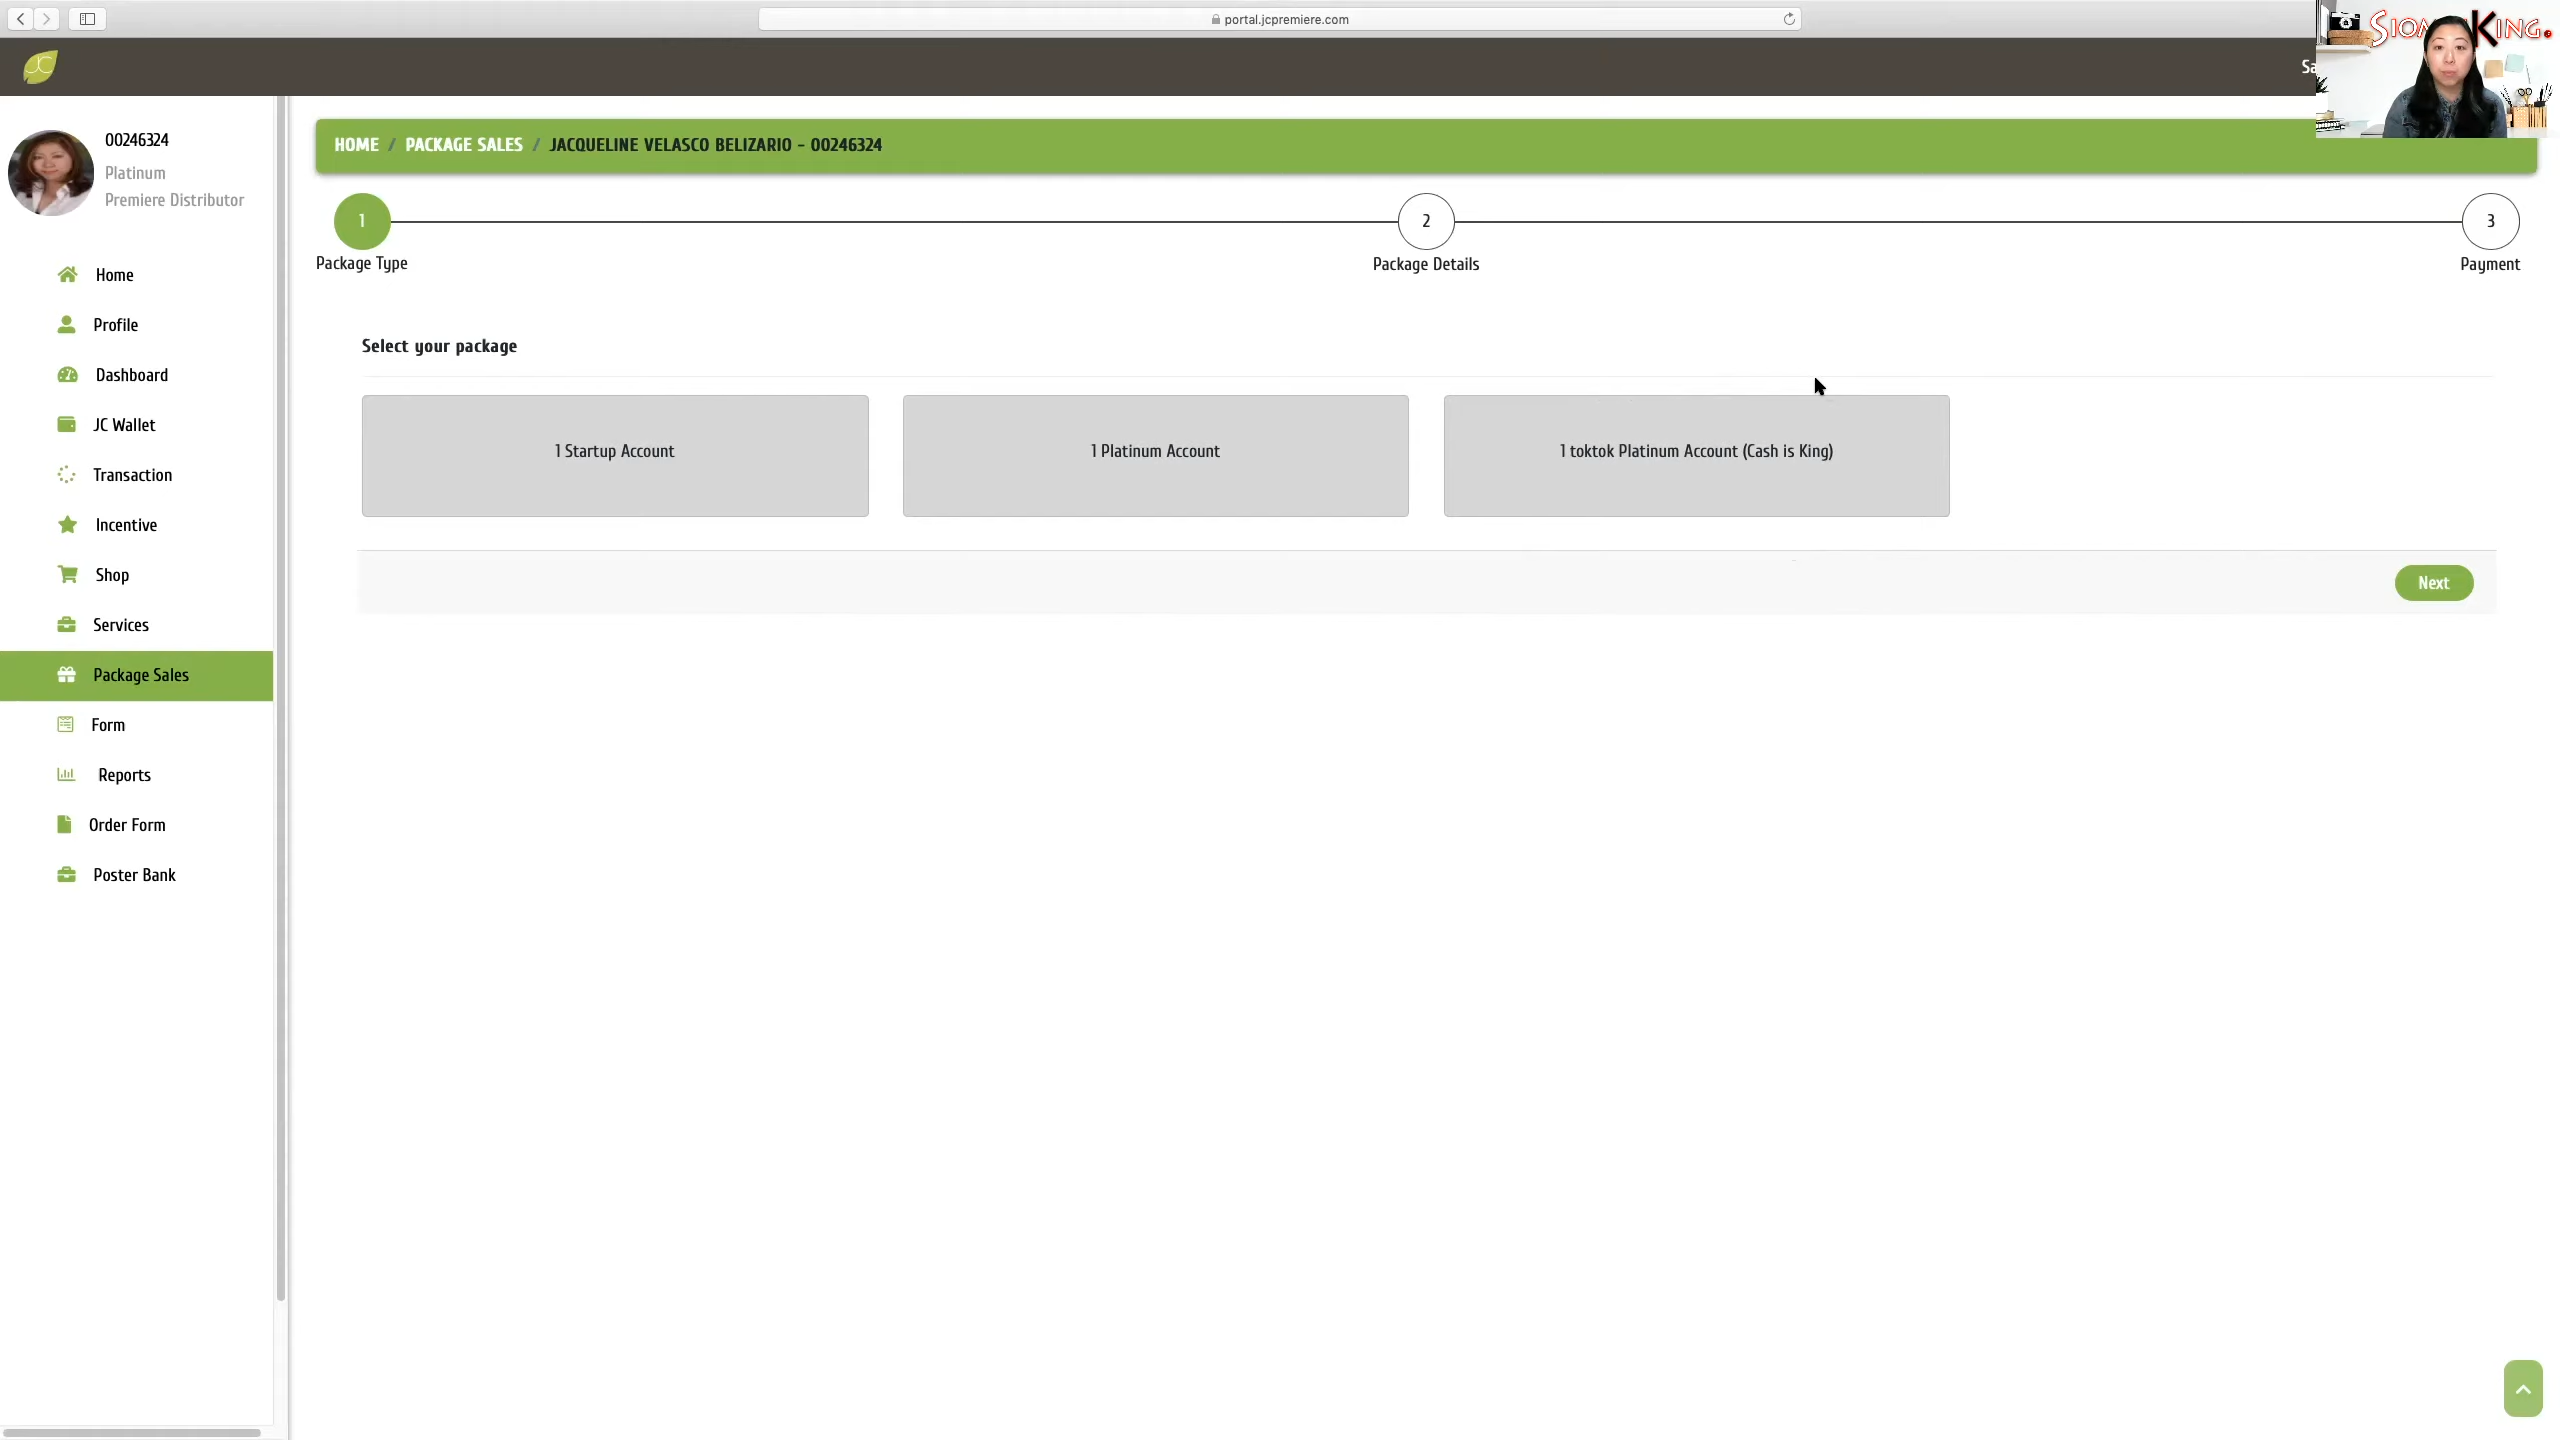 portal.jcpremiere.com
JC
00246324
Platinum
Premiere Distributor
Home
Profile
Dashboard
JC Wallet
Transaction
Incentive
Shop
Services
Package Sales
Form
Reports
Order Form
Poster Bank
HOME / PACKAGE SALES / JACQUELINE VELASCO BELIZARIO - 00246324
1
2
3
Package Type
Package Details
Payment
Select your package
1 Startup Account
1 Platinum Account
1 toktok Platinum Account (Cash is King)
Next